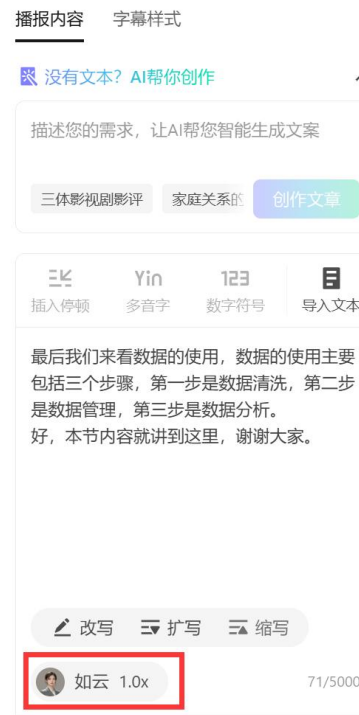 播报内容 字幕样式
没有文本？AI帮你创作
描述您的需求，让AI帮您智能生成文案
三体影视剧影评 家庭关系的 创作文章
Yin 123
插入停顿 多音字 数字符号 导入文本
最后我们来看数据的使用，数据的使用主要
包括三个步骤，第一步是数据清洗，第二步
是数据管理，第三步是数据分析。
好，本节内容就讲到这里，谢谢大家。
改写 扩写 缩写
如云 1.0x 71/5000